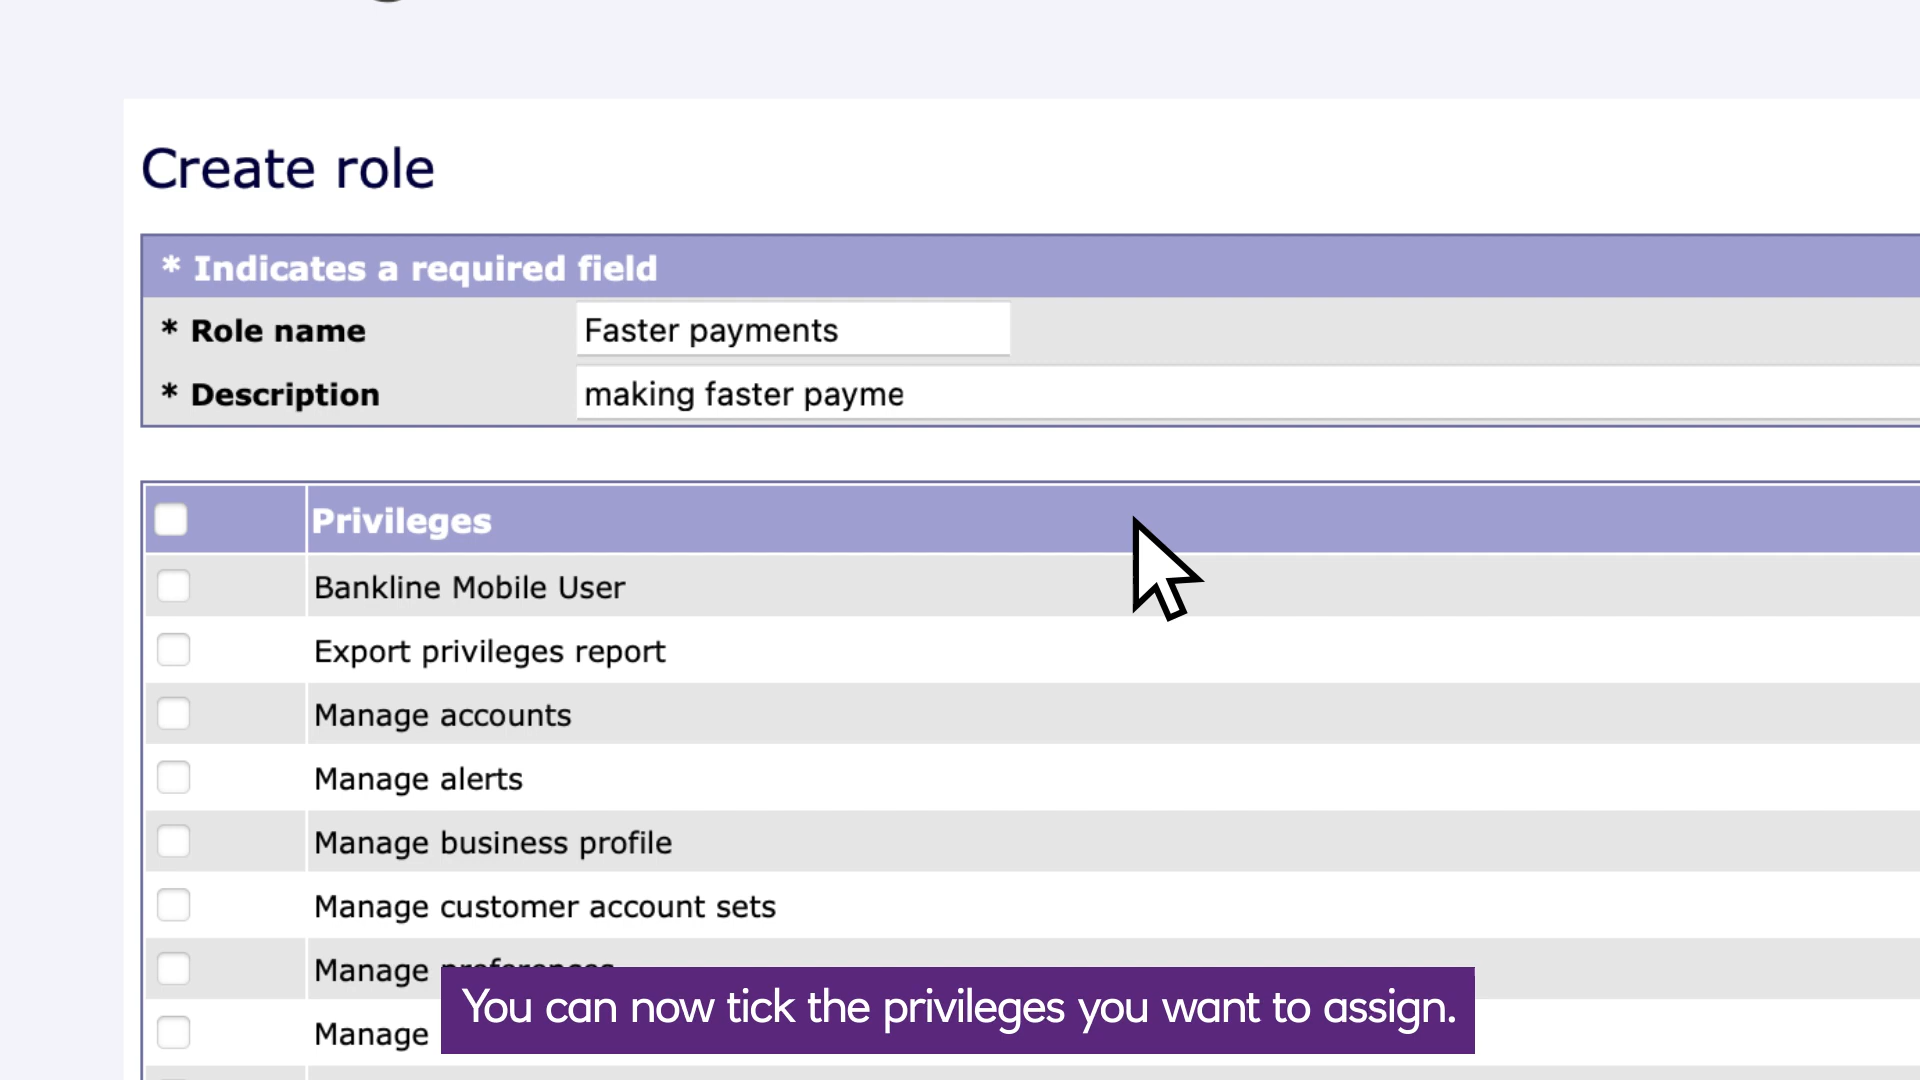 Create role
* Indicates a required field
* Role name Faster payments
* Description making faster payme
Privileges
Bankline Mobile User
Export privileges report
Manage accounts
Manage alerts
Manage business profile
Manage customer account sets
Manage preferences
Manage
You can now tick the privileges you want to assign.